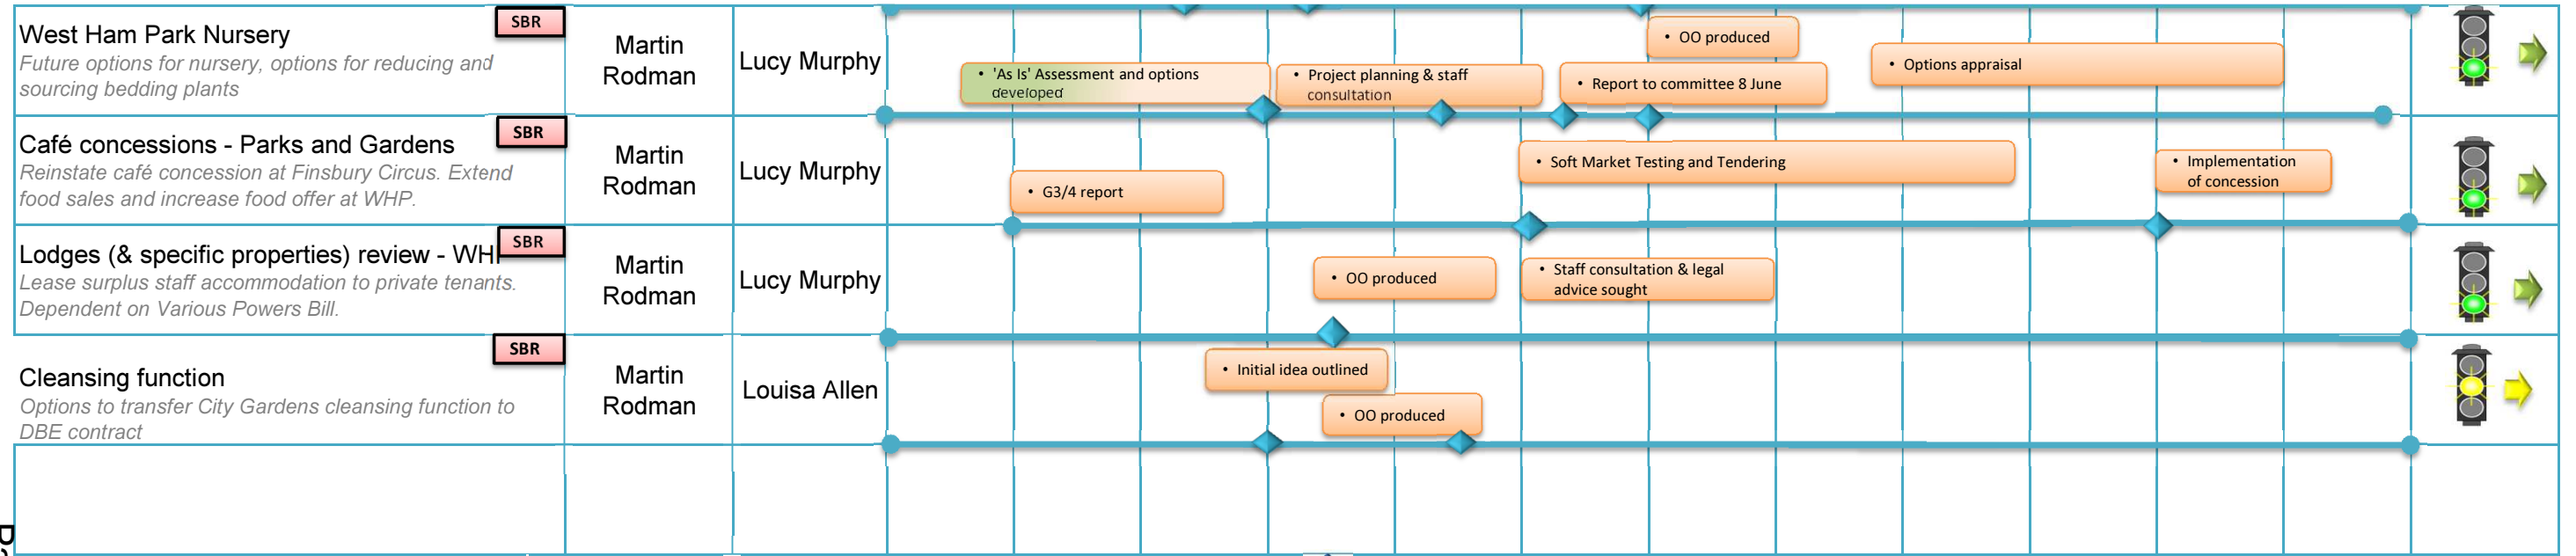 SBR
West Ham Park Nursery
Future options for nursery, options for reducing and
sourcing bedding plants
Martin
Rodman
Lucy Murphy
• 'As Is' Assessment and options
developed
• Project planning & staff
consultation
• OO produced
• Report to committee 8 June
• Options appraisal
SBR
Café concessions - Parks and Gardens
Reinstate café concession at Finsbury Circus. Extend
food sales and increase food offer at WHP.
Martin
Rodman
Lucy Murphy
• G3/4 report
• Soft Market Testing and Tendering
• Implementation
of concession
SBR
Lodges (& specific properties) review - WH
Lease surplus staff accommodation to private tenants.
Dependent on Various Powers Bill.
Martin
Rodman
Lucy Murphy
• OO produced
• Staff consultation & legal
advice sought
SBR
Cleansing function
Options to transfer City Gardens cleansing function to
DBE contract
Martin
Rodman
Louisa Allen
• Initial idea outlined
• OO produced